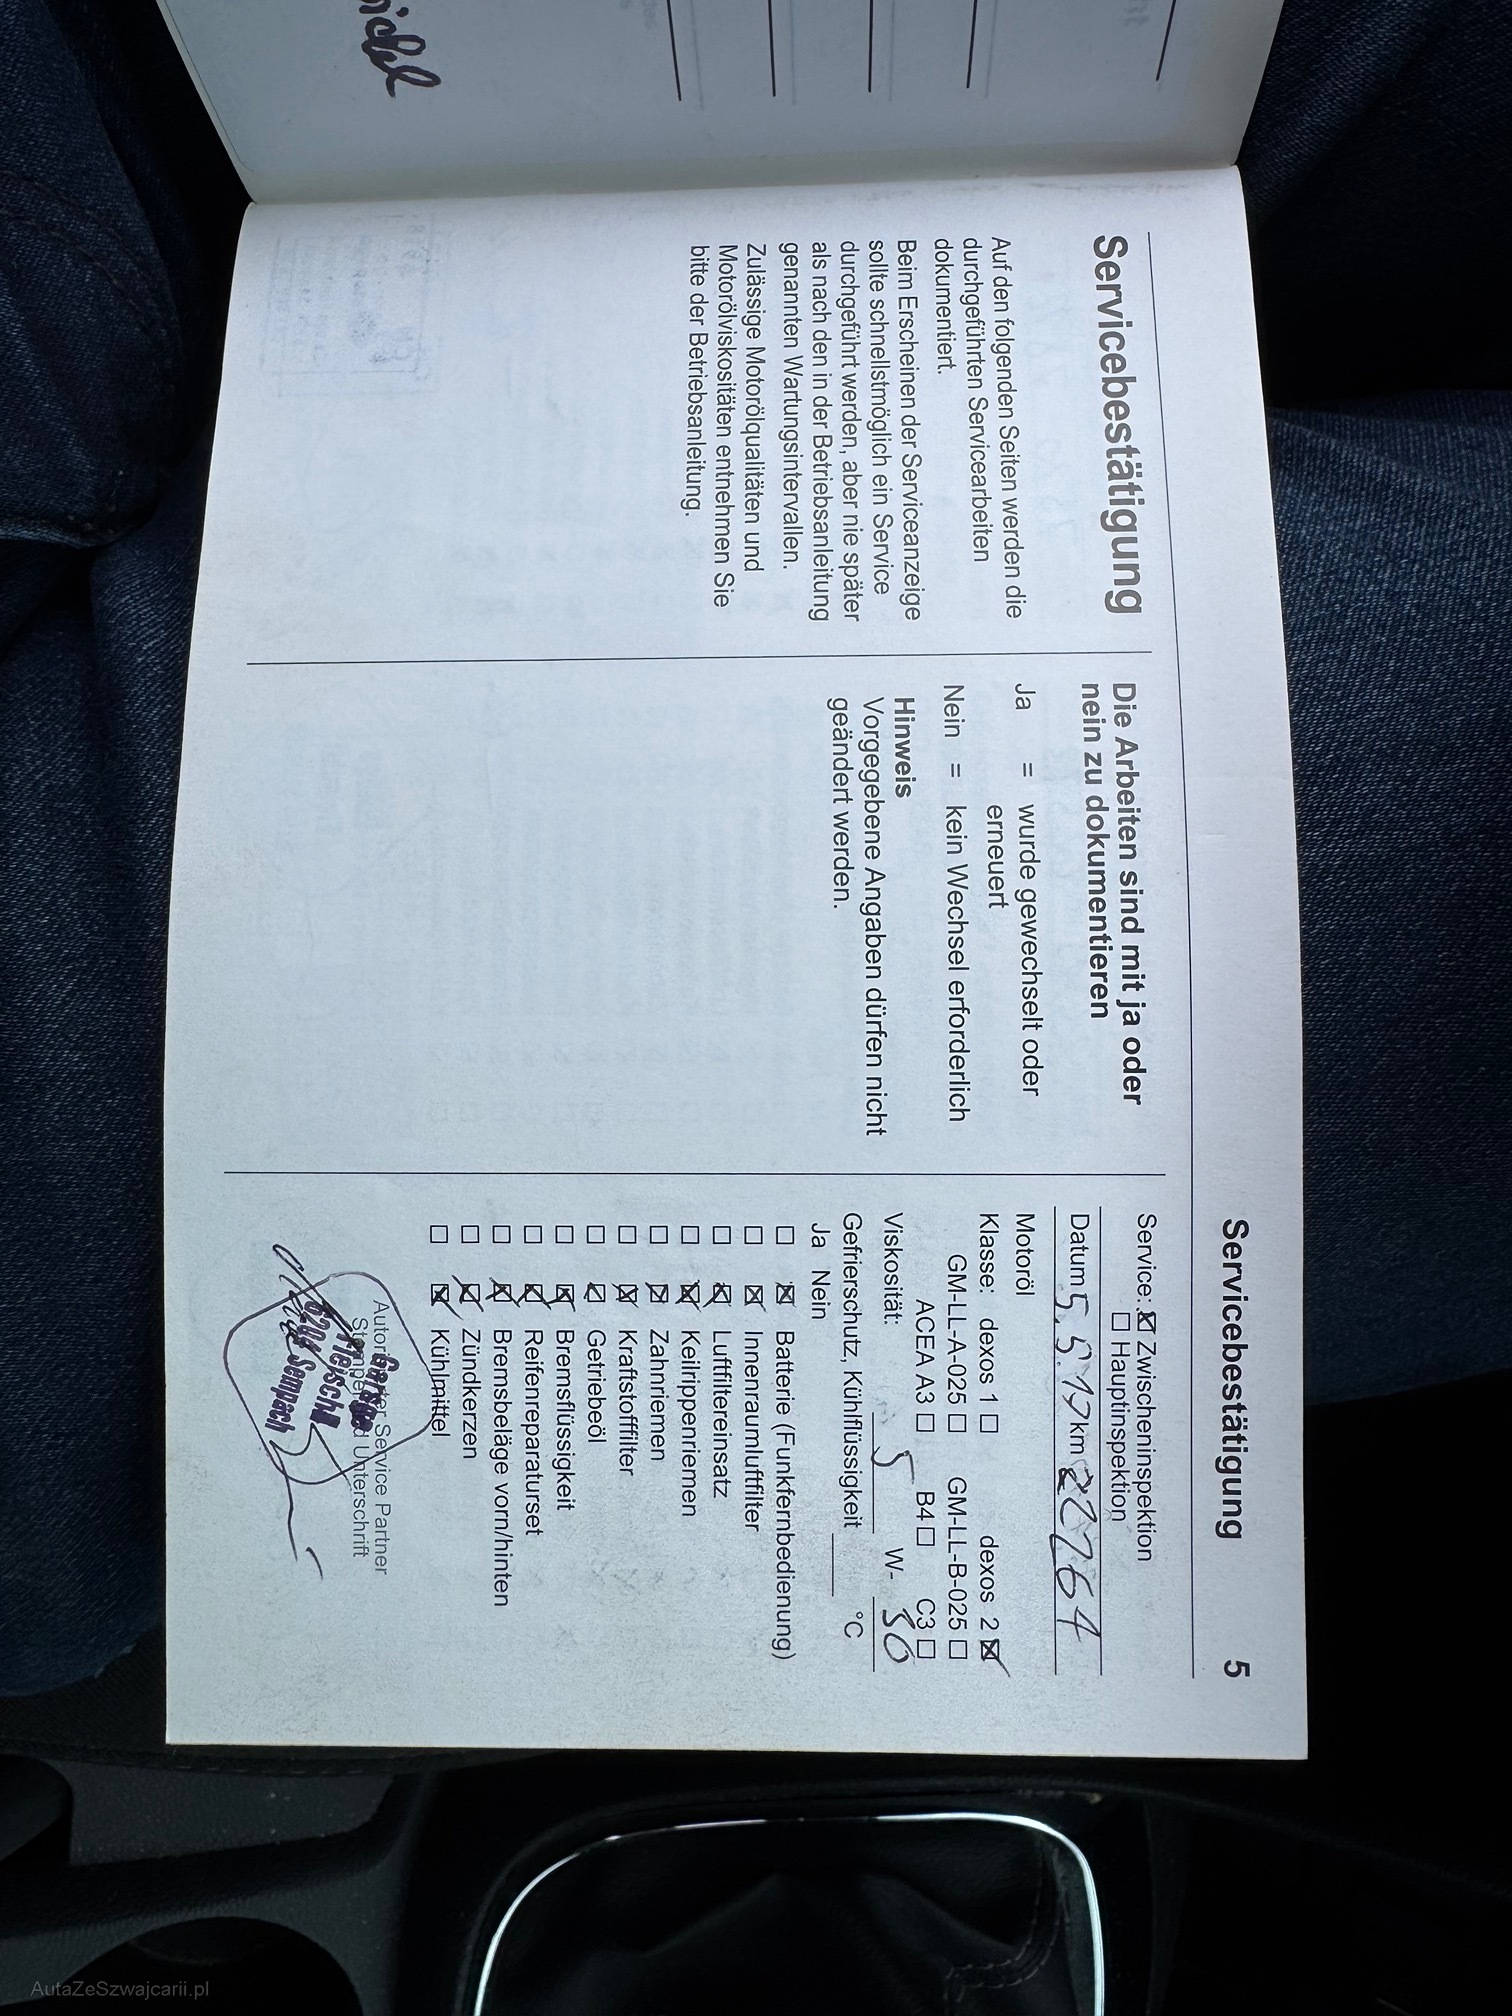 Servicebestätigung 5
Servicebestätigung
Auf den folgenden Seiten werden die
durchgeführten Servicearbeiten
dokumentiert.
Beim Erscheinen der Serviceanzeige
sollte schnellstmöglich ein Service
durchgeführt werden, aber nie später
als nach den in der Betriebsanleitung
genannten Wartungsintervallen.
Zulässige Motorölqualitäten und
Motorölviskositäten entnehmen Sie
bitte der Betriebsanleitung.
Die Arbeiten sind mit ja oder
nein zu dokumentieren
Ja = wurde gewechselt oder
erneuert
Nein = kein Wechsel erforderlich
Hinweis
Vorgegebene Angaben dürfen nicht
geändert werden.
Service: ☒ Zwischeninspektion
☐ Hauptinspektion
Datum 5.5.19 km 22764
Motoröl
Klasse: dexos 1 ☐ dexos 2 ☒
GM-LL-A-025 ☐ GM-LL-B-025 ☐
ACEA A3 ☐ B4 ☐ C3 ☐
Viskosität: 5 W- 30
Gefrierschutz, Kühlflüssigkeit °C
Ja Nein
☐ ☒ Batterie (Funkfernbedienung)
☐ ☒ Innenraumluftfilter
☐ ☒ Luftfiltereinsatz
☐ ☒ Keilrippenriemen
☐ ☒ Zahnriemen
☐ ☒ Kraftstofffilter
☐ ☒ Getriebeöl
☐ ☒ Bremsflüssigkeit
☐ ☒ Reifenreparaturset
☐ ☒ Bremsbeläge vorn/hinten
☐ ☒ Zündkerzen
☐ ☒ Kühlmittel
Service Partner
Unterschrift
Garage
6204 Sempach
AutaZeSzwajcarii.pl